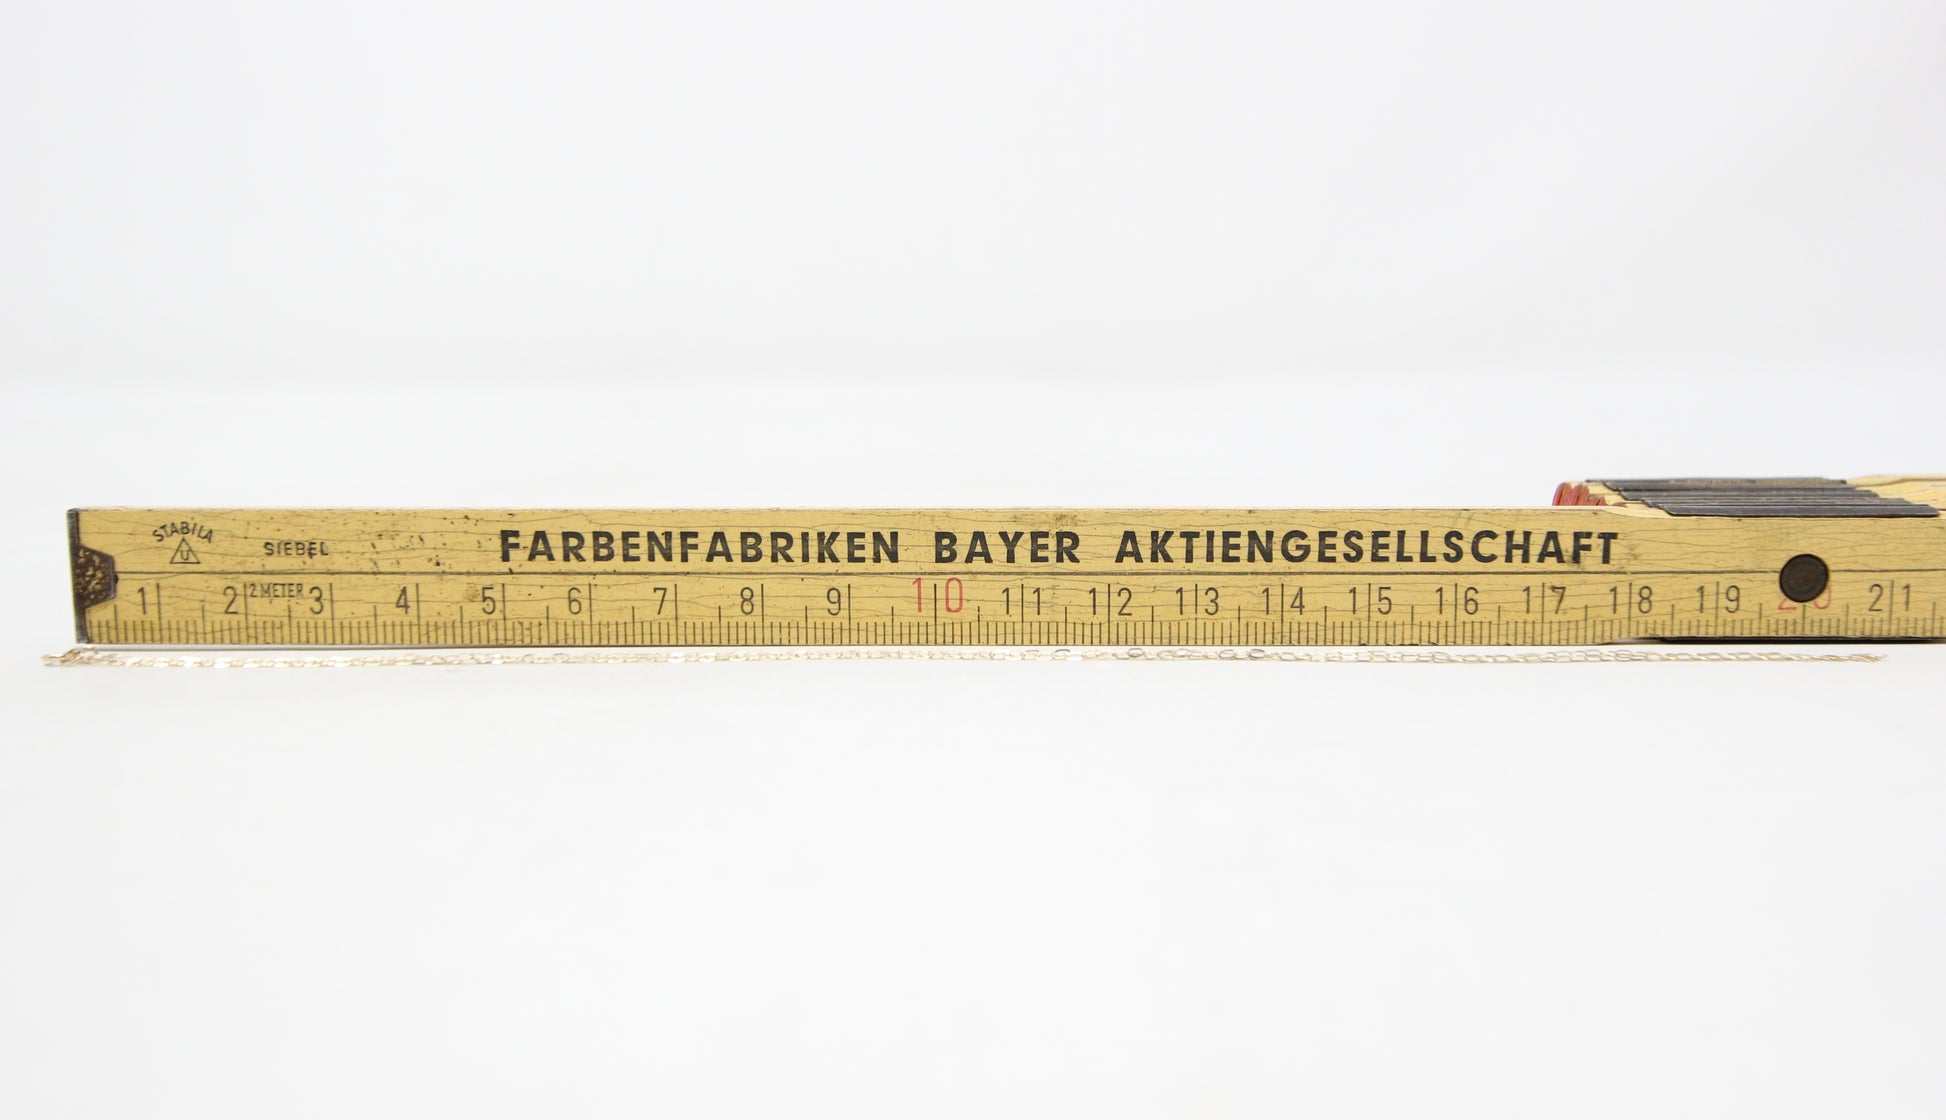 STABILA
U
SIEBEL
FARBENFABRIKEN BAYER AKTIENGESELLSCHAFT
2 METER
1 2 3 4 5 6 7 8 9 10 11 12 13 14 15 16 17 18 19 20 21